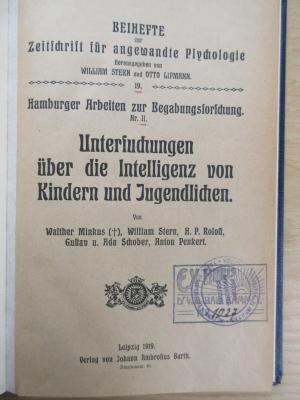 BEIHEFTE
zur
Zeitschrift für angewandte Psychologie
Herausgegeben von
WILLIAM STERN und OTTO LIPMANN.
19.
Hamburger Arbeiten zur Begabungsforschung.
Nr. II.
Untersuchungen
über die Intelligenz von
Kindern und Jugendlichen.
Von
Walther Minkus (†), William Stern, H. P. Roloff,
Gustav u. Ada Schober, Anton Penkert.
EX LIBRIS
1927
Leipzig 1919.
Verlag von Johann Ambrosius Barth.